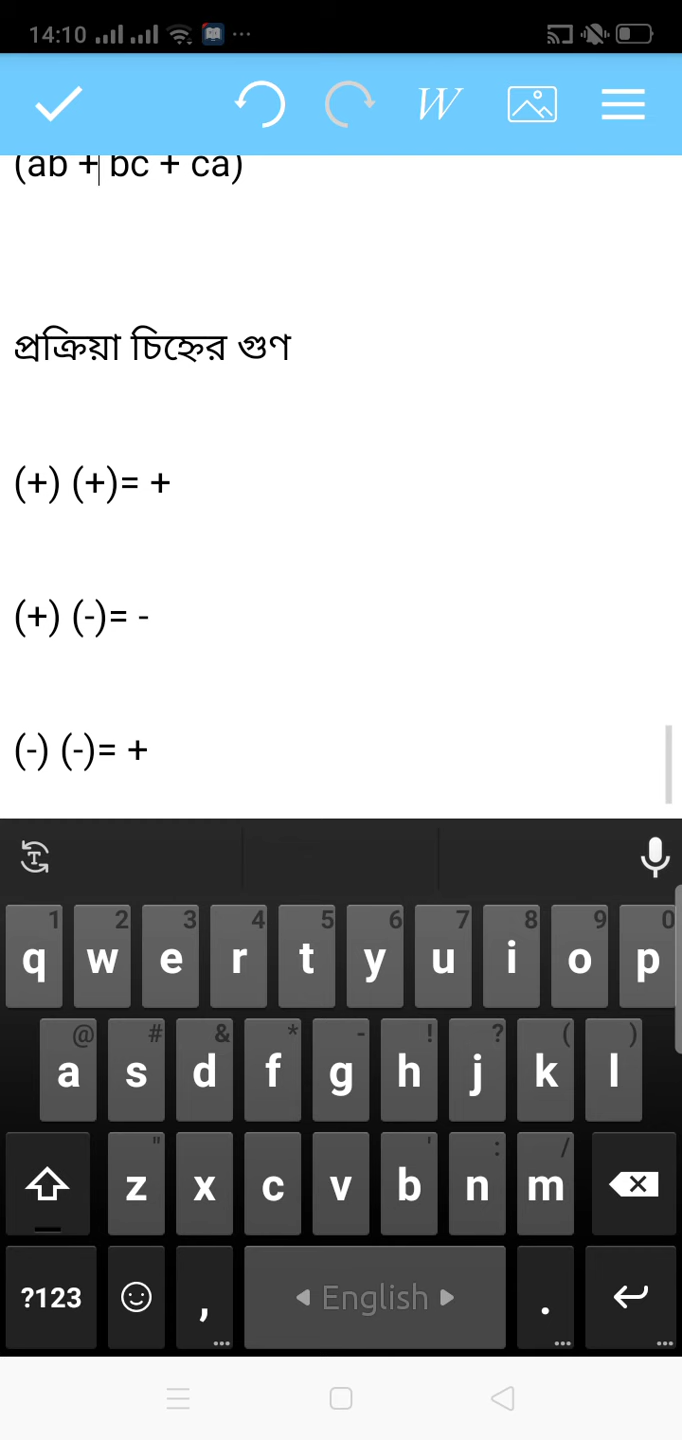 14:10
W
(ab + bc + ca)
প্রক্রিয়া চিহ্নের গুণ
(+) (+)= +
(+) (-)= -
(-) (-)= +
1 2 3 4 5 6 7 8 9 0
q w e r t y u i o p
@ # & * - ! ? ( )
a s d f g h j k l
" ' : /
z x c v b n m
?123 , English .